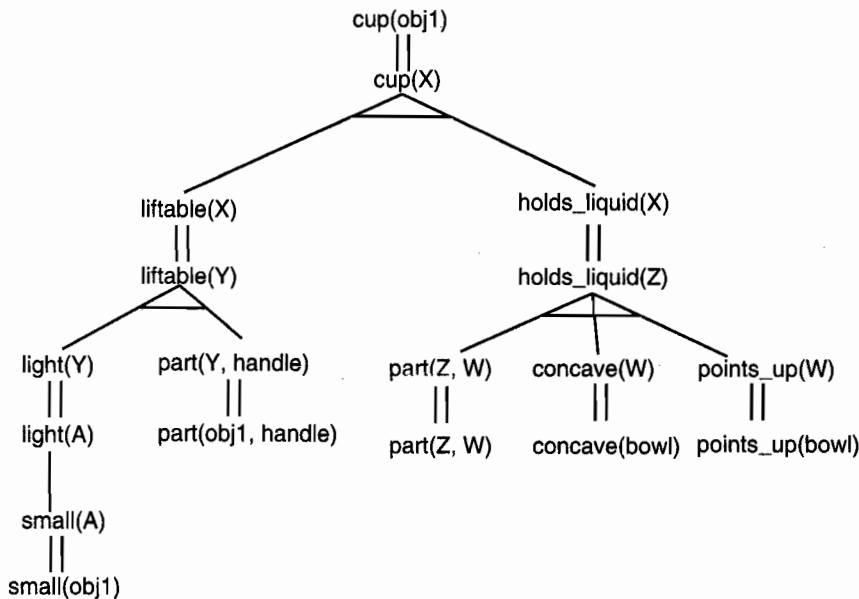 cup(obj1)
cup(X)
liftable(X) holds_liquid(X)
liftable(Y) holds_liquid(Z)
light(Y) part(Y, handle) part(Z, W) concave(W) points_up(W)
light(A) part(obj1, handle) part(Z, W) concave(bowl) points_up(bowl)
small(A)
small(obj1)